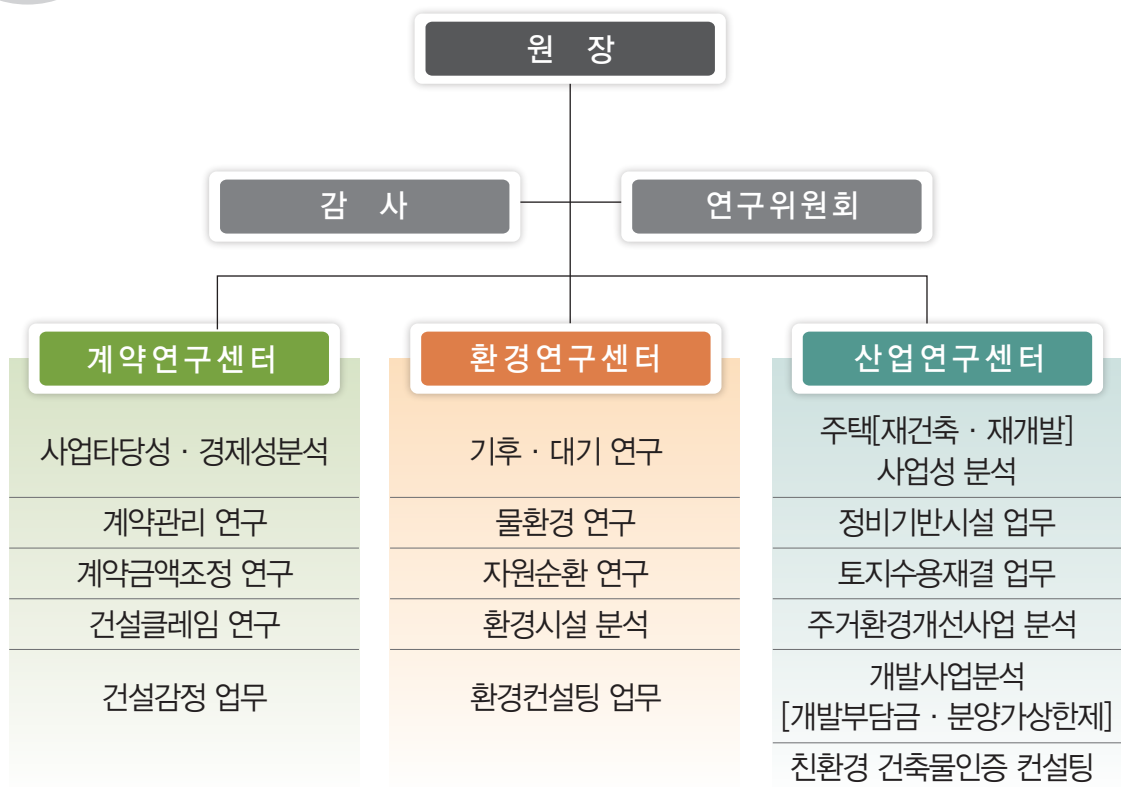 원 장
감 사
연구위원회
계약연구센터
사업타당성 · 경제성분석
계약관리 연구
계약금액조정 연구
건설클레임 연구
건설감정 업무
환경연구센터
기후 · 대기 연구
물환경 연구
자원순환 연구
환경시설 분석
환경컨설팅 업무
산업연구센터
주택[재건축 · 재개발]
사업성 분석
정비기반시설 업무
토지수용재결 업무
주거환경개선사업 분석
개발사업분석
[개발부담금 · 분양가상한제]
친환경 건축물인증 컨설팅